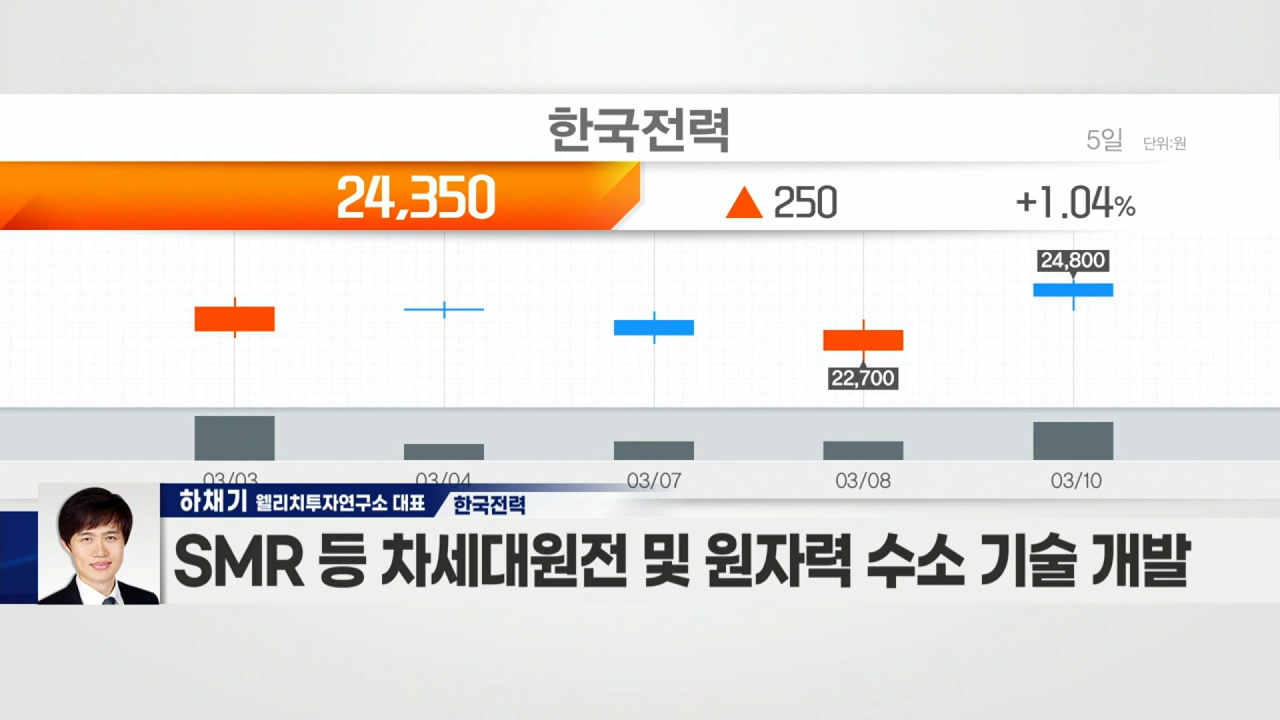 한국전력
5일 단위:원
24,350 ▲ 250 +1.04%
24,800
22,700
03/03 03/04 03/07 03/08 03/10
하채기 웰리치투자연구소 대표 한국전력
SMR 등 차세대원전 및 원자력 수소 기술 개발